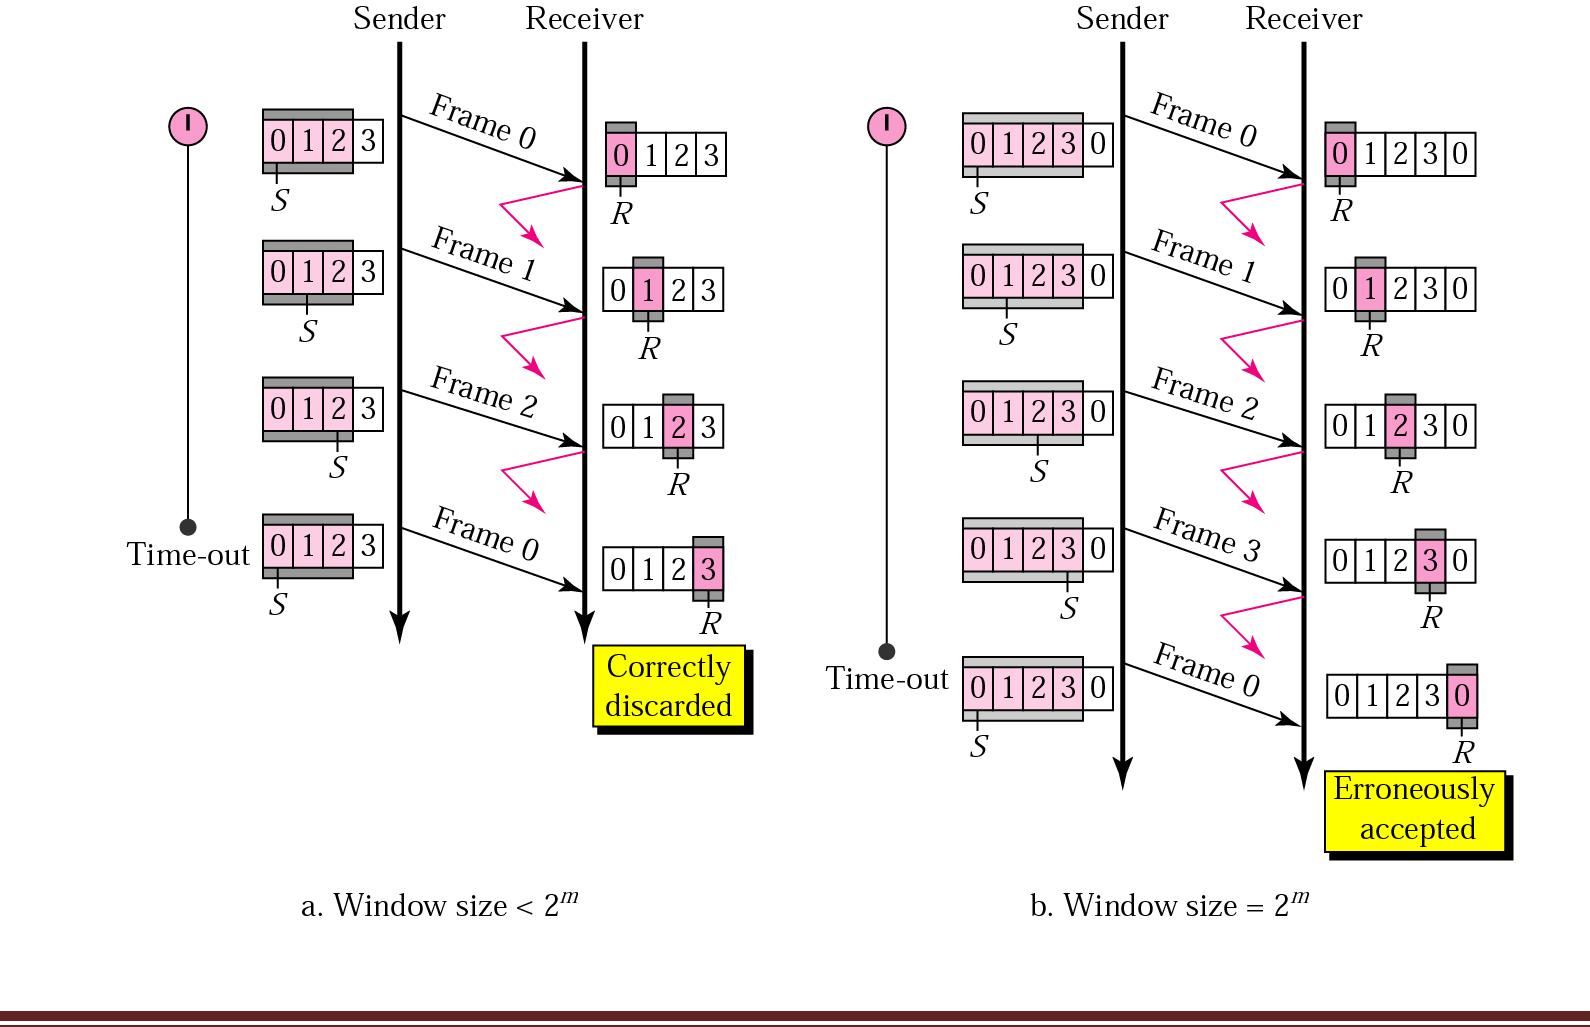 Sender Receiver
Frame 0
0 1 2 3
S
0 1 2 3
R
Frame 1
0 1 2 3
S
0 1 2 3
R
Frame 2
0 1 2 3
S
0 1 2 3
R
Frame 0
Time-out
0 1 2 3
S
0 1 2 3
R
Correctly
discarded
a. Window size < 2^m
Sender Receiver
Frame 0
0 1 2 3 0
S
0 1 2 3 0
R
Frame 1
0 1 2 3 0
S
0 1 2 3 0
R
Frame 2
0 1 2 3 0
S
0 1 2 3 0
R
Frame 3
0 1 2 3 0
S
0 1 2 3 0
R
Frame 0
Time-out
0 1 2 3 0
S
0 1 2 3 0
R
Erroneously
accepted
b. Window size = 2^m